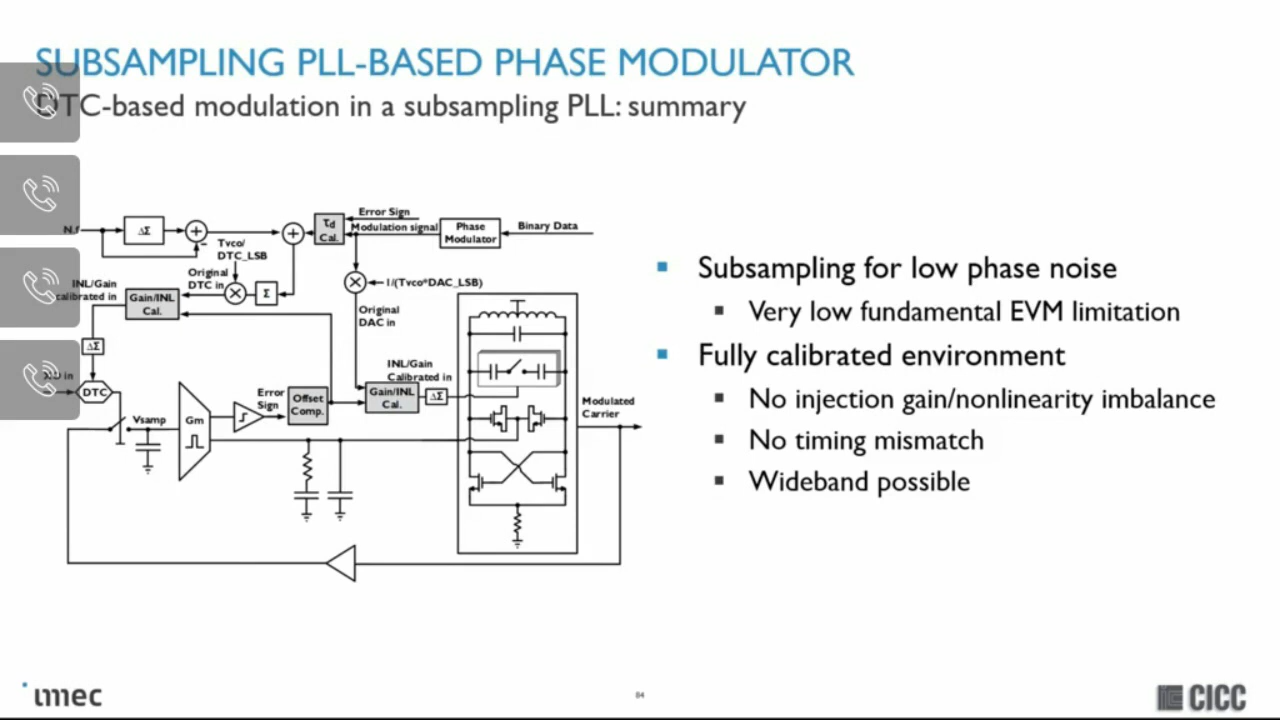 SUBSAMPLING PLL-BASED PHASE MODULATOR
DTC-based modulation in a subsampling PLL: summary
Error Sign
Modulation signal
Phase
Modulator
Binary Data
τd
Cal.
ΔΣ
+
-
+
Tvco/
DTC_LSB
Original
DTC in
Σ
1/(Tvco*DAC_LSB)
Original
DAC in
INL/Gain
calibrated in
Gain/INL
Cal.
ΔΣ
INL/Gain
Calibrated in
Gain/INL
Cal.
ΔΣ
in
DTC
Vsamp
Gm
Error
Sign
Offset
Comp.
Modulated
Carrier
Subsampling for low phase noise
Very low fundamental EVM limitation
Fully calibrated environment
No injection gain/nonlinearity imbalance
No timing mismatch
Wideband possible
imec
84
CICC